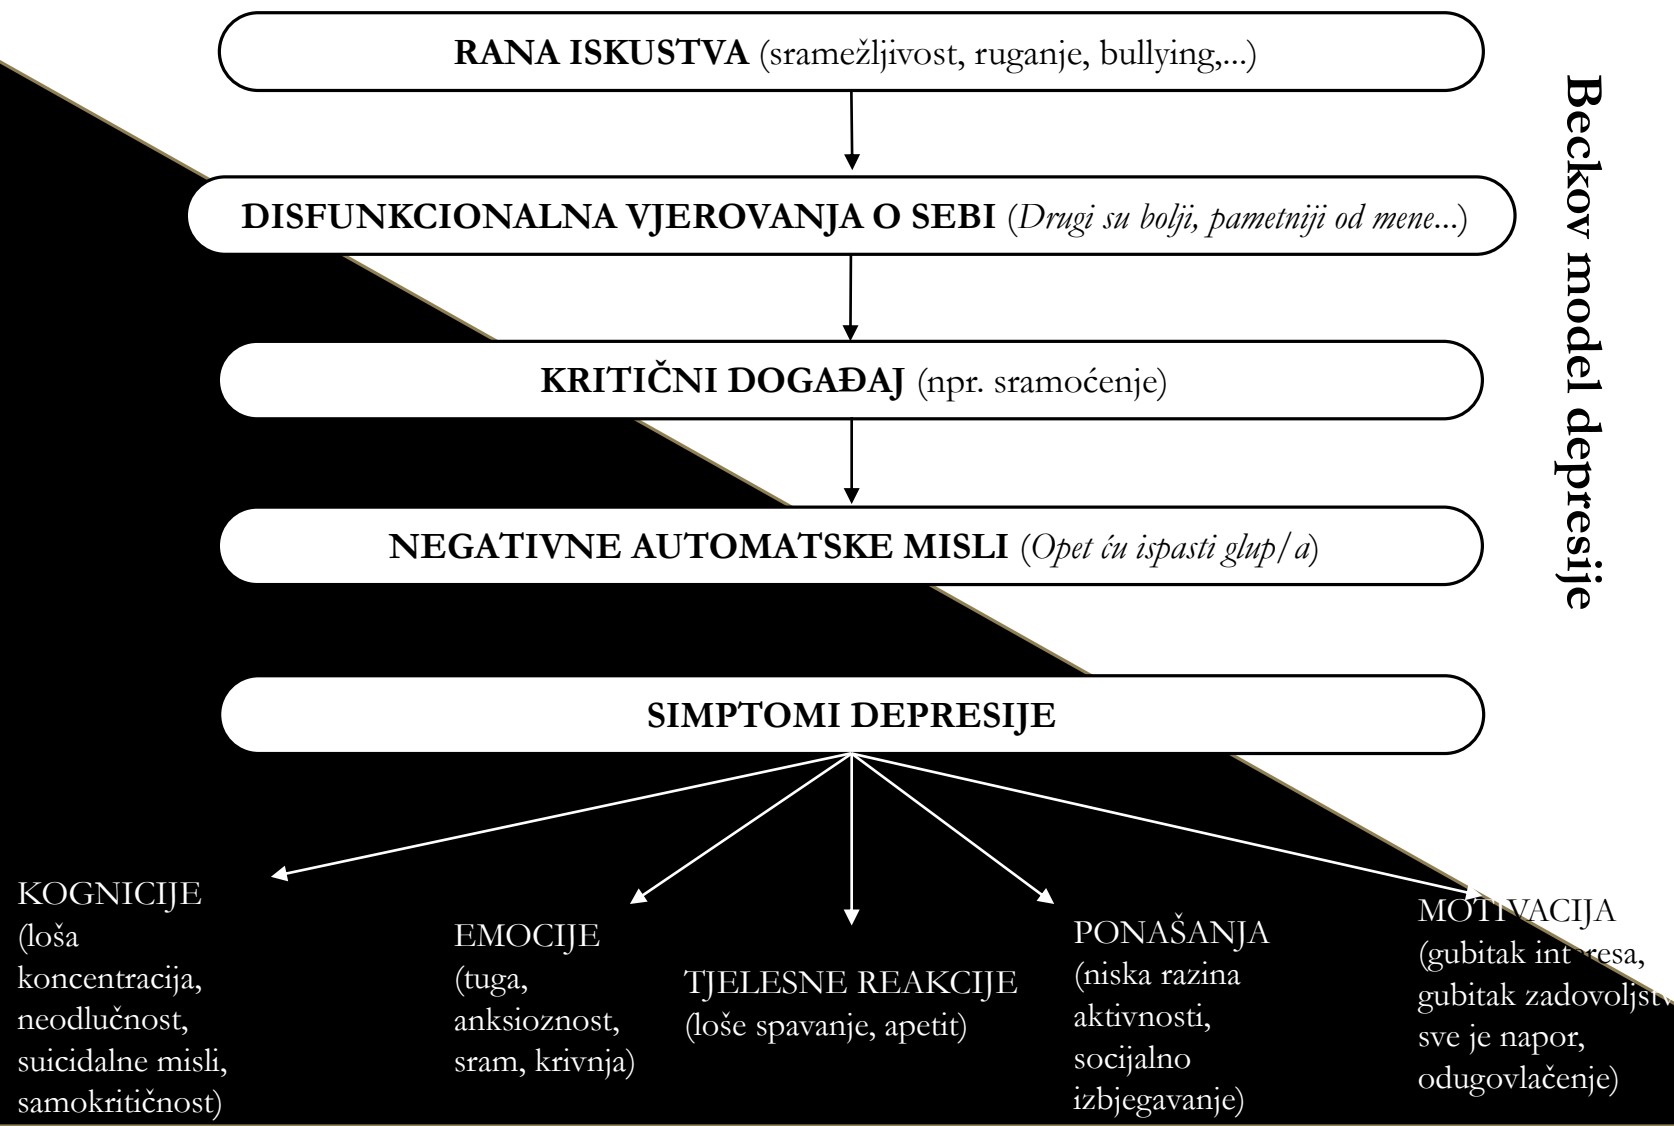 RANA ISKUSTVA (sramežljivost, ruganje, bullying,...)
DISFUNKCIONALNA VJEROVANJA O SEBI (Drugi su bolji, pametniji od mene...)
KRITIČNI DOGAĐAJ (npr. sramoćenje)
NEGATIVNE AUTOMATSKE MISLI (Opet ću ispasti glup/a)
SIMPTOMI DEPRESIJE
Beckov model depresije
KOGNICIJE
(loša
koncentracija,
neodlučnost,
suicidalne misli,
samokritičnost)
EMOCIJE
(tuga,
anksioznost,
sram, krivnja)
TJELESNE REAKCIJE
(loše spavanje, apetit)
PONAŠANJA
(niska razina
aktivnosti,
socijalno
izbjegavanje)
MOTIVACIJA
(gubitak interesa,
gubitak
sve je napor,
odugovlačenje)